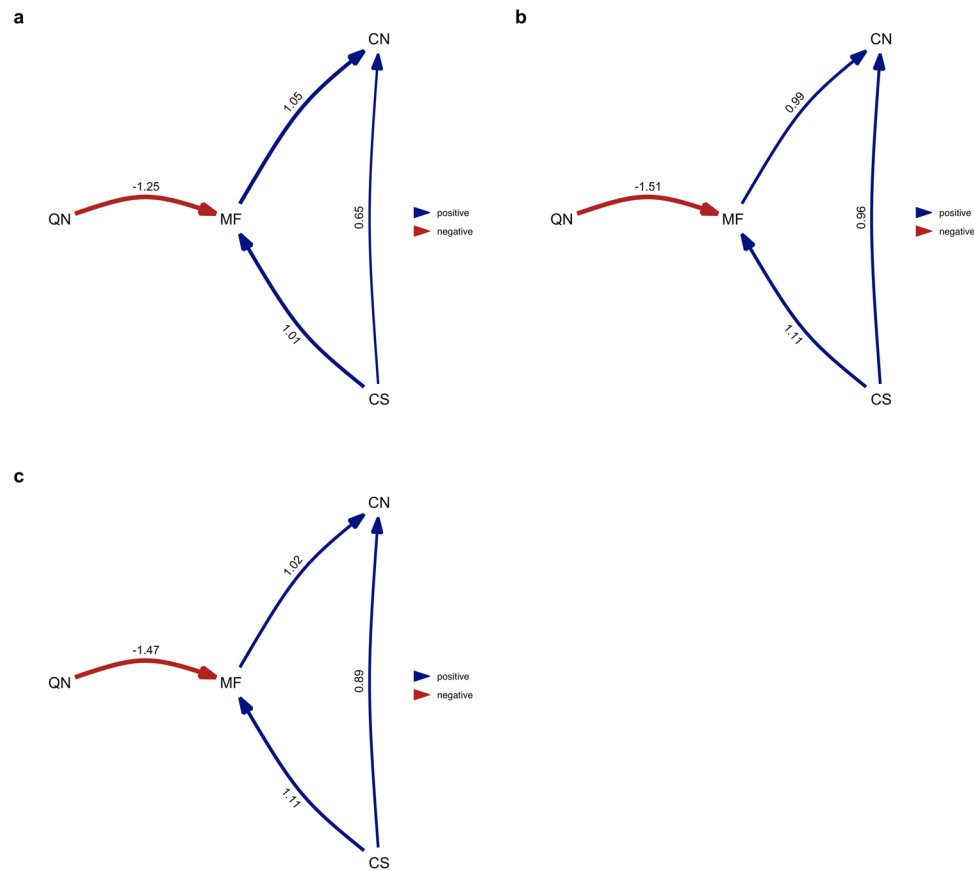 a
CN
1.05
-1.25
QN
MF
0.65
positive
negative
1.01
CS
b
CN
0.99
-1.51
QN
MF
0.96
positive
negative
1.11
CS
c
CN
1.02
-1.47
QN
MF
0.89
positive
negative
1.11
CS